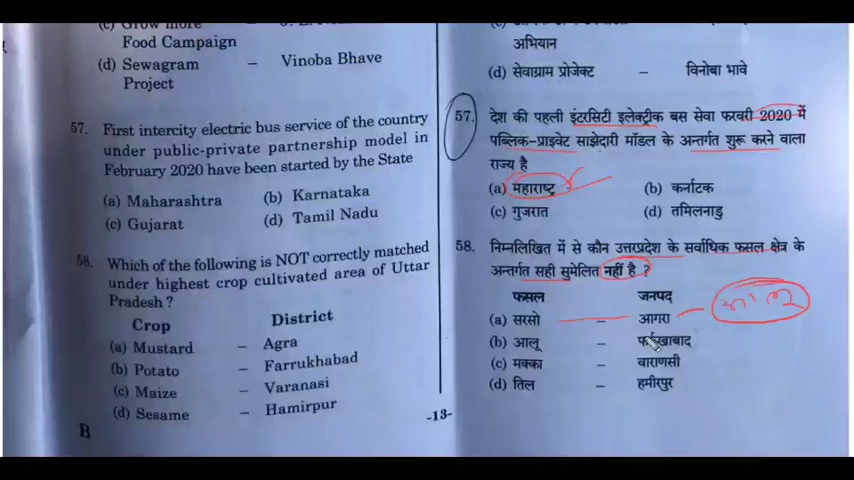 (c) Grow more
Food Campaign
(d) Sewagram – Vinoba Bhave
Project
57. First intercity electric bus service of the country
under public-private partnership model in
February 2020 have been started by the State
(a) Maharashtra (b) Karnataka
(c) Gujarat (d) Tamil Nadu
58. Which of the following is NOT correctly matched
under highest crop cultivated area of Uttar
Pradesh ?
Crop District
(a) Mustard – Agra
(b) Potato – Farrukhabad
(c) Maize – Varanasi
(d) Sesame – Hamirpur
B
-13-
अभियान
(d) सेवाग्राम प्रोजेक्ट – विनोबा भावे
57. देश की पहली इंटरसिटी इलेक्ट्रीक बस सेवा फरवरी 2020 में
पब्लिक-प्राइवेट साझेदारी मॉडल के अन्तर्गत शुरू करने वाला
राज्य है
(a) महाराष्ट्र (b) कर्नाटक
(c) गुजरात (d) तमिलनाडु
58. निम्नलिखित में से कौन उत्तरप्रदेश के सर्वाधिक फसल क्षेत्र के
अन्तर्गत सही सुमेलित नहीं है ?
फसल जनपद
(a) सरसो – आगरा
आलू
(b) आलू – फर्रुखाबाद
(c) मक्का – वाराणसी
(d) तिल – हमीरपुर